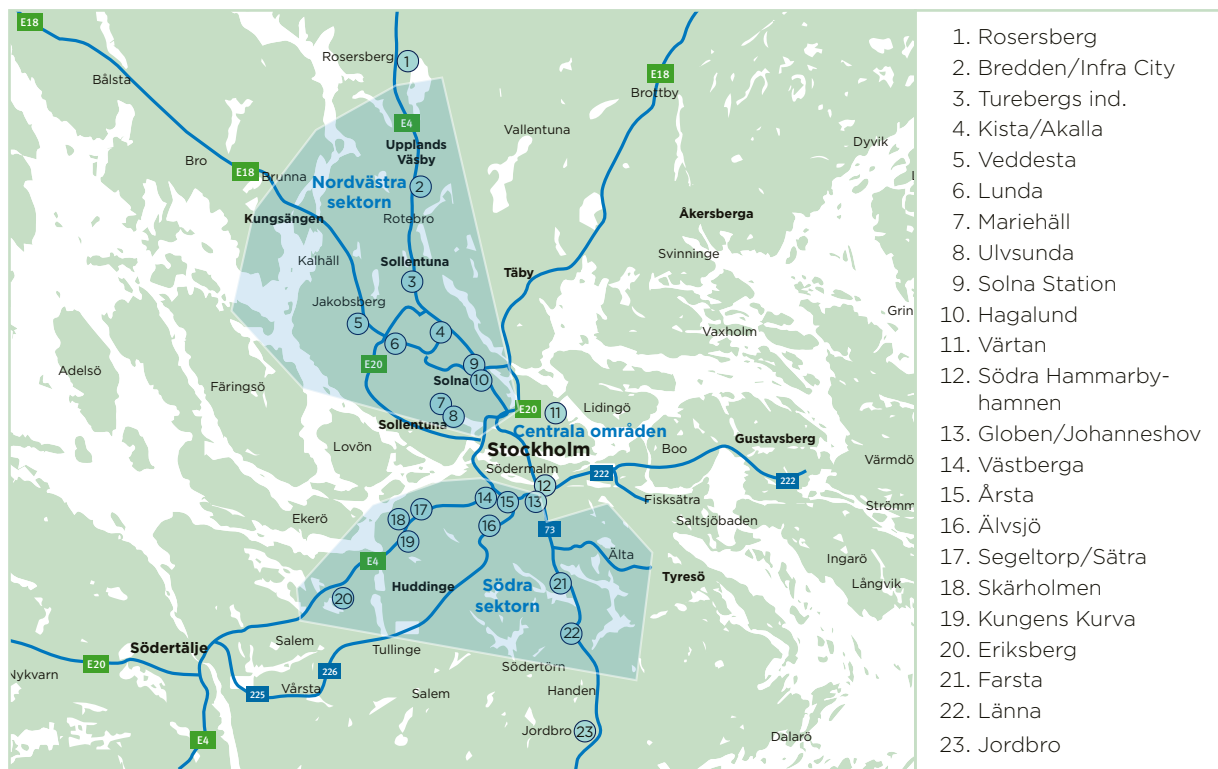 E18
Rosersberg
1
E18
Bålsta
Brottby
E4
Vallentuna
Upplands
Väsby
Dyvik
Bro
E18
Brunna
Nordvästra
sektorn
2
Kungsängen
Rotebro
Åkersberga
Kalhäll
Sollentuna
Svinninge
3
Täby
Jakobsberg
Grin
5
4
Vaxholm
6
E20
9
Adelsö
Färingsö
Solna
10
7
8
E20
11
Lidingö
Sollentuna
Centrala områden
Lovön
Stockholm
Boo
Gustavsberg
Värmdö
Södermalm
222
222
12
14
15
13
Fisksätra
Strömm
17
Ekerö
18
16
73
Saltsjöbaden
19
E4
Älta
Ingarö
Tyresö
Långvik
Huddinge
Södra
sektorn
21
20
22
Södertälje
Salem
Tullinge
E20
Nykvarn
226
Södertörn
225
Vårsta
Salem
Handen
E4
Jordbro
23
Dalarö
1. Rosersberg
2. Bredden/Infra City
3. Turebergs ind.
4. Kista/Akalla
5. Veddesta
6. Lunda
7. Mariehäll
8. Ulvsunda
9. Solna Station
10. Hagalund
11. Värtan
12. Södra Hammarby-
hamnen
13. Globen/Johanneshov
14. Västberga
15. Årsta
16. Älvsjö
17. Segeltorp/Sätra
18. Skärholmen
19. Kungens Kurva
20. Eriksberg
21. Farsta
22. Länna
23. Jordbro